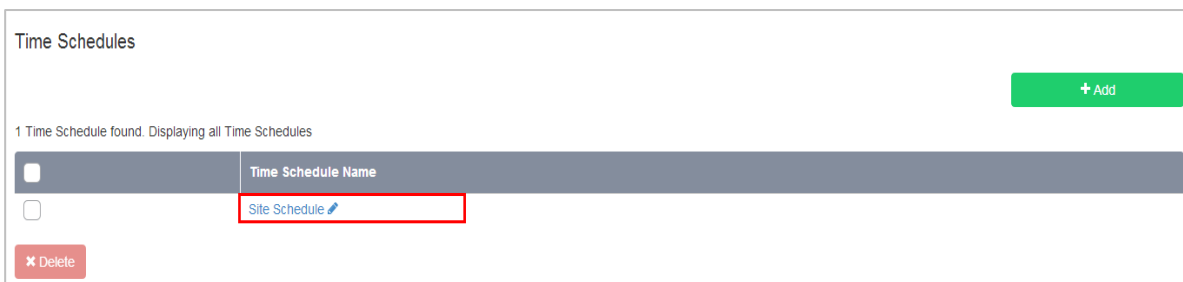 Time Schedules
+ Add
1 Time Schedule found. Displaying all Time Schedules
Time Schedule Name
Site Schedule
Delete